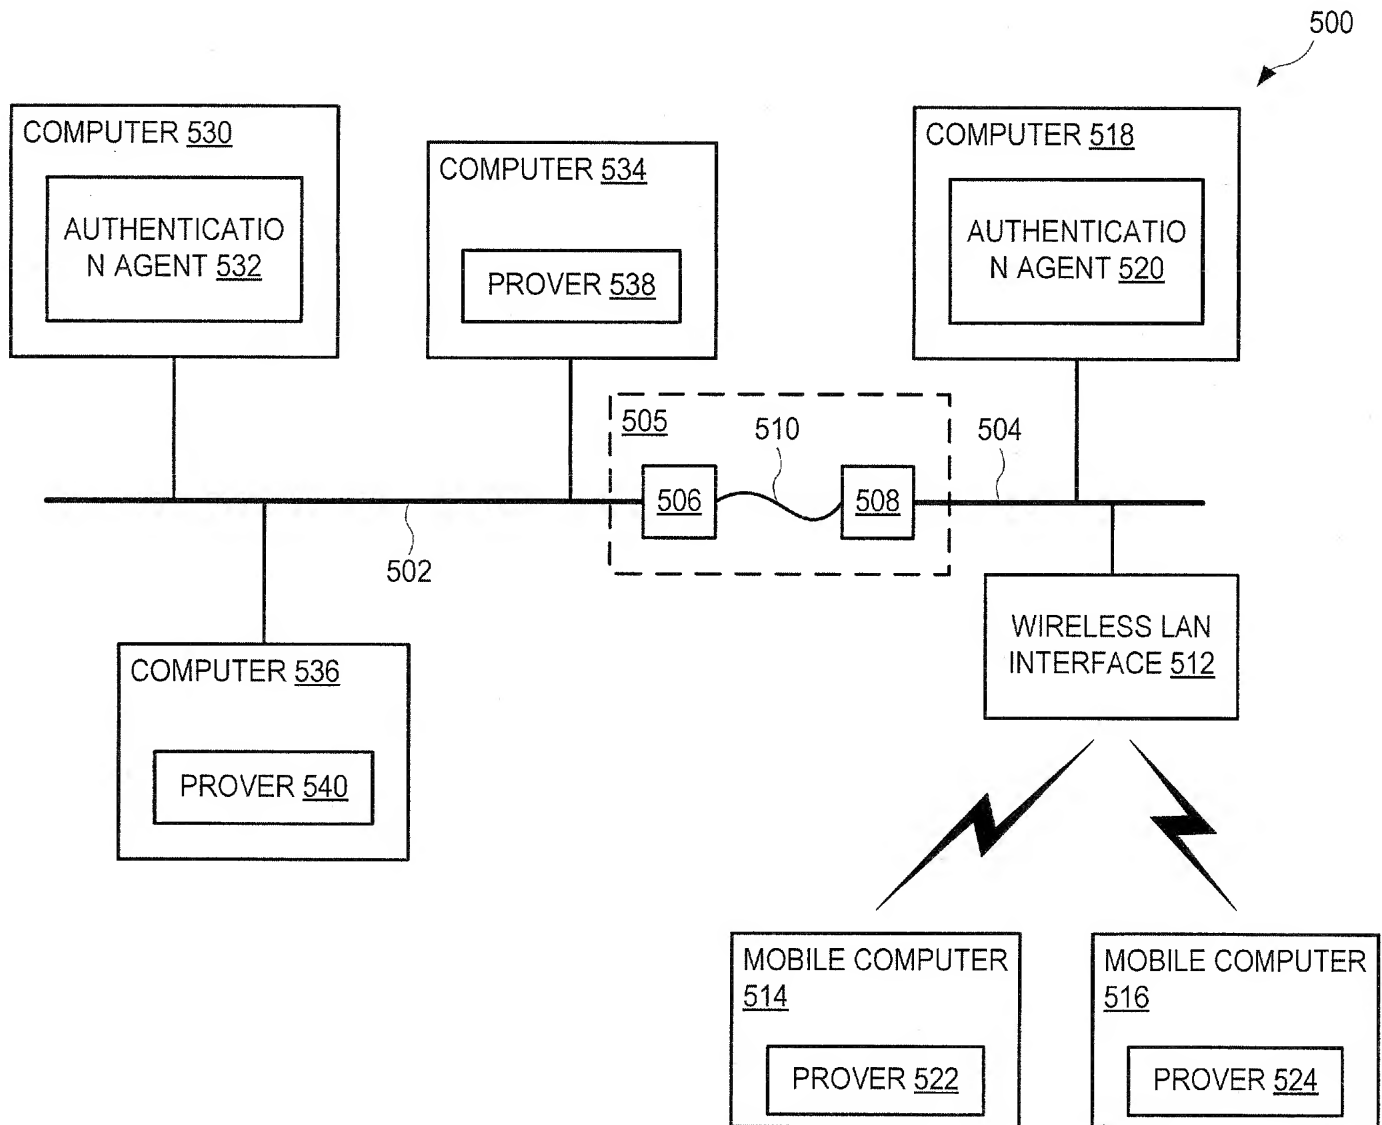 500
COMPUTER 530
AUTHENTICATIO
N AGENT 532
COMPUTER 534
PROVER 538
COMPUTER 518
AUTHENTICATIO
N AGENT 520
505
510
504
506
508
502
WIRELESS LAN
INTERFACE 512
COMPUTER 536
PROVER 540
MOBILE COMPUTER
514
PROVER 522
MOBILE COMPUTER
516
PROVER 524